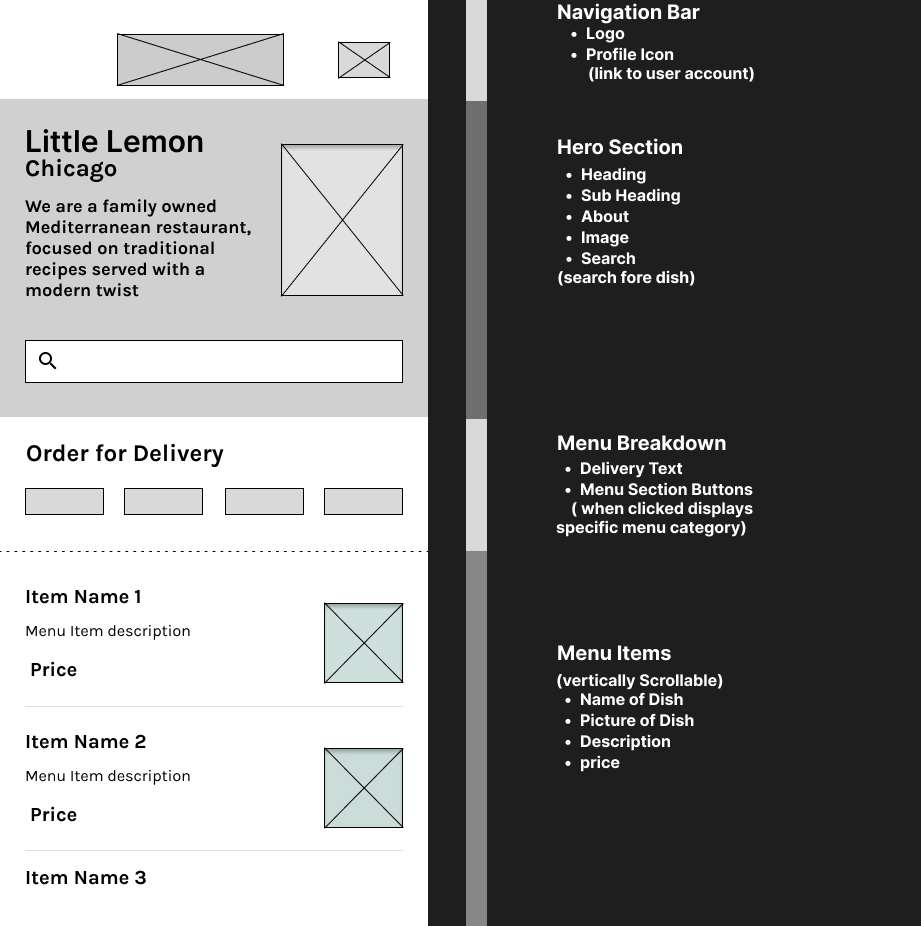 Little Lemon
Chicago
We are a family owned
Mediterranean restaurant,
focused on traditional
recipes served with a
modern twist
Order for Delivery
Item Name 1
Menu Item description
Price
Item Name 2
Menu Item description
Price
Item Name 3
Navigation Bar
• Logo
• Profile Icon
(link to user account)
Hero Section
• Heading
• Sub Heading
• About
• Image
• Search
(search fore dish)
Menu Breakdown
• Delivery Text
• Menu Section Buttons
( when clicked displays
specific menu category)
Menu Items
(vertically Scrollable)
• Name of Dish
• Picture of Dish
• Description
• price